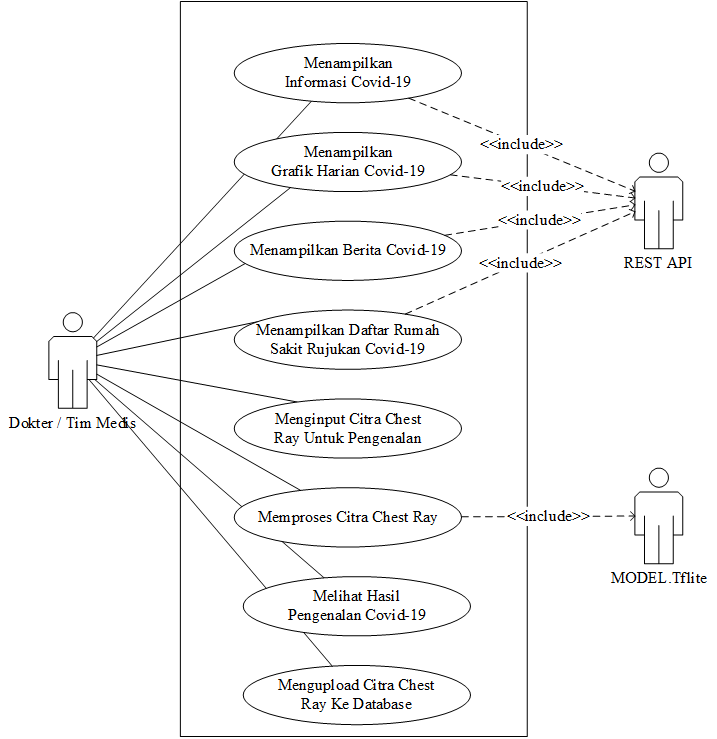 Menampilkan
Informasi Covid-19
<<include>>
Menampilkan
Grafik Harian Covid-19
<<include>>
<<include>>
Menampilkan Berita Covid-19
REST API
<<include>>
Menampilkan Daftar Rumah
Sakit Rujukan Covid-19
Dokter / Tim Medis
Menginput Citra Chest
Ray Untuk Pengenalan
Memproses Citra Chest Ray
<<include>>
MODEL.Tflite
Melihat Hasil
Pengenalan Covid-19
Mengupload Citra Chest
Ray Ke Database